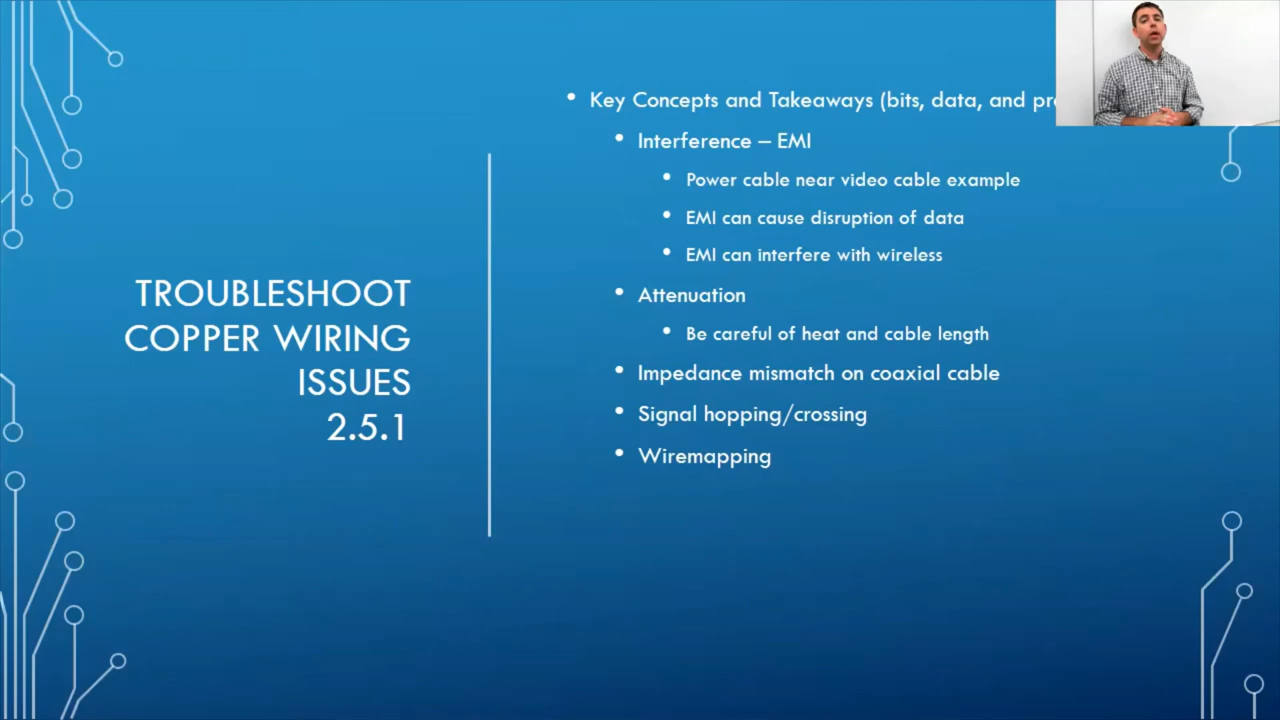 TROUBLESHOOT
COPPER WIRING
ISSUES
2.5.1
Key Concepts and Takeaways (bits, data, and
Interference – EMI
Power cable near video cable example
EMI can cause disruption of data
EMI can interfere with wireless
Attenuation
Be careful of heat and cable length
Impedance mismatch on coaxial cable
Signal hopping/crossing
Wiremapping